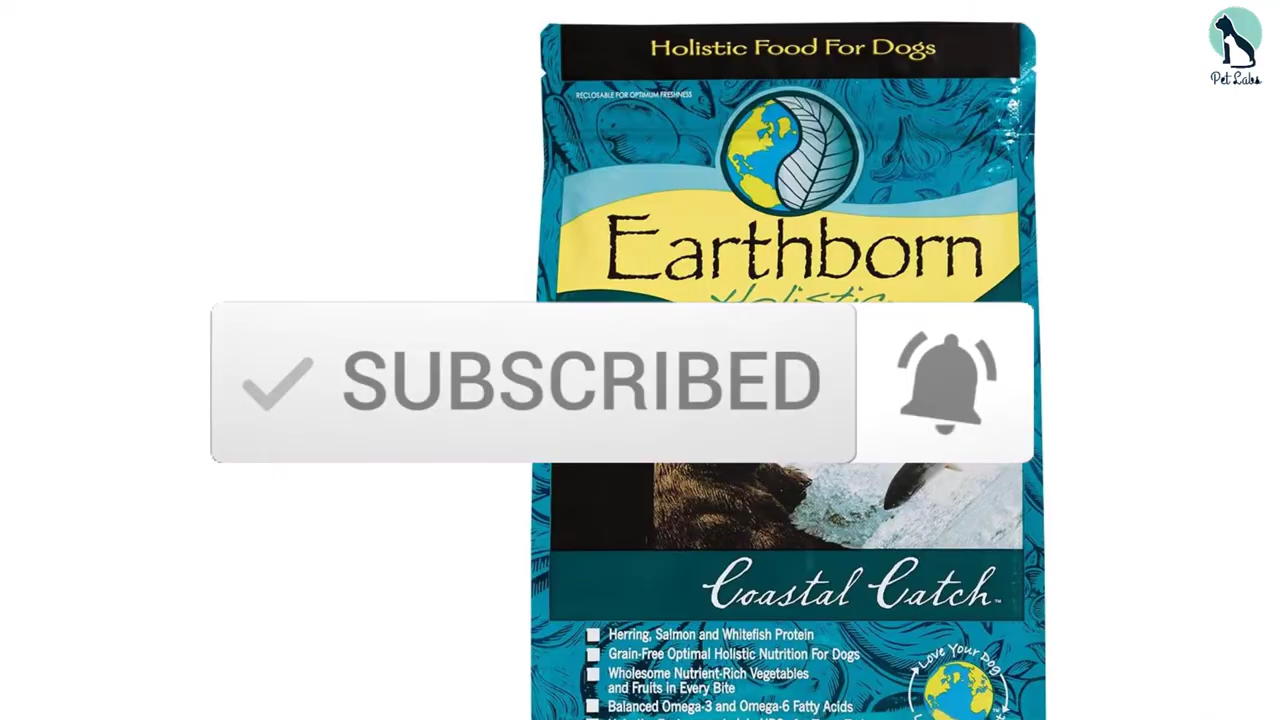 Holistic Food For Dogs
Pet Labs
RECLOSABLE FOR OPTIMUM FRESHNESS
Earthborn
Holistic
SUBSCRIBED
Coastal Catch™
Herring, Salmon and Whitefish Protein
Grain-Free Optimal Holistic Nutrition For Dogs
Wholesome Nutrient-Rich Vegetables
and Fruits in Every Bite
Balanced Omega-3 and Omega-6 Fatty Acids
Love Your Dog